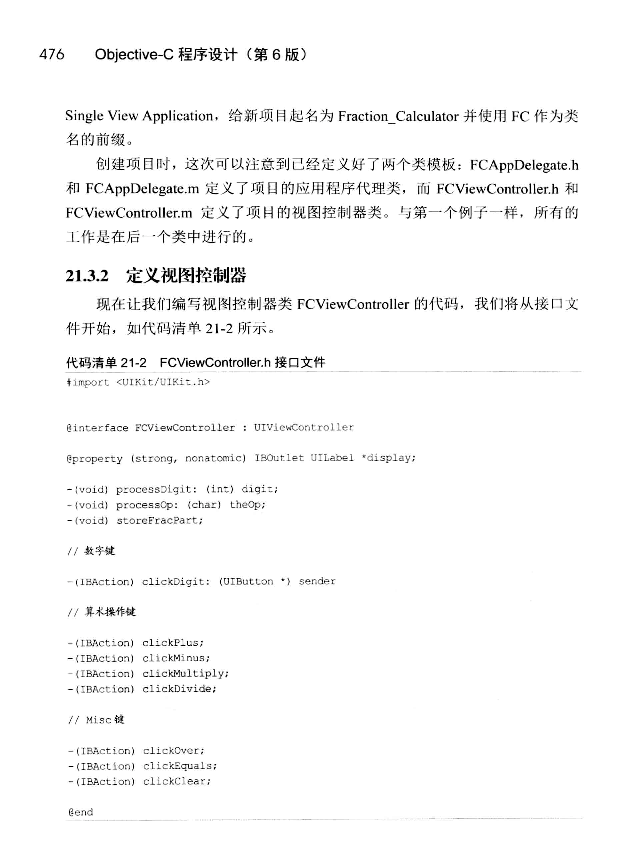 476 Objective-C 程序设计（第 6 版）
Single View Application，给新项目起名为 Fraction_Calculator 并使用 FC 作为类
名的前缀。
创建项目时，这次可以注意到已经定义好了两个类模板：FCAppDelegate.h
和 FCAppDelegate.m 定义了项目的应用程序代理类，而 FCViewController.h 和
FCViewController.m 定义了项目的视图控制器类。与第一个例子一样，所有的
工作是在后一个类中进行的。
21.3.2 定义视图控制器
现在让我们编写视图控制器类 FCViewController 的代码，我们将从接口文
件开始，如代码清单 21-2 所示。
代码清单 21-2 FCViewController.h 接口文件
#import <UIKit/UIKit.h>
@interface FCViewController : UIViewController
@property (strong, nonatomic) IBOutlet UILabel *display;
-(void) processDigit: (int) digit;
-(void) processOp: (char) theOp;
-(void) storeFracPart;
// 数字键
-(IBAction) clickDigit: (UIButton *) sender
// 算术操作键
-(IBAction) clickPlus;
-(IBAction) clickMinus;
-(IBAction) clickMultiply;
-(IBAction) clickDivide;
// Misc 键
-(IBAction) clickOver;
-(IBAction) clickEquals;
-(IBAction) clickClear;
@end